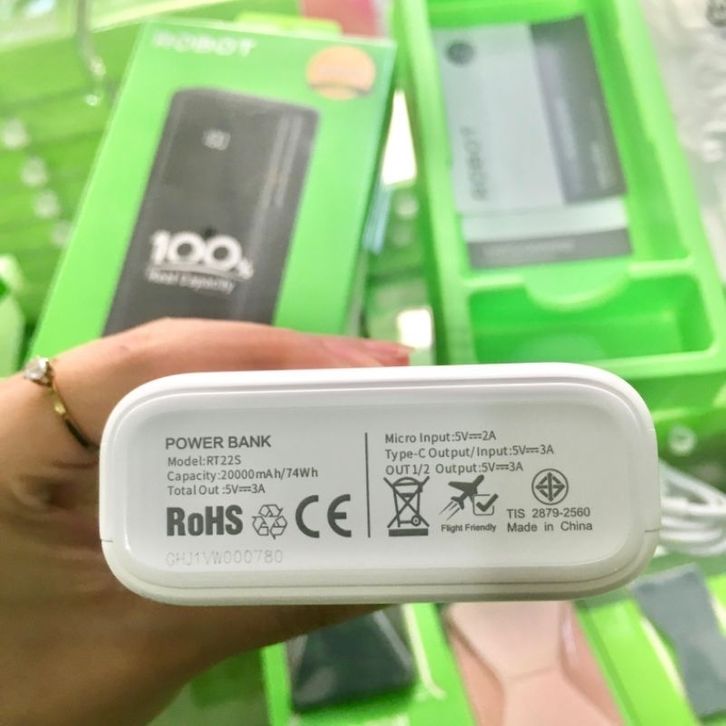 ROBOT
100%
Real Capacity
ROBOT
POWER BANK
Model:RT22S
Capacity:20000mAh/74Wh
Total Out :5V⎓3A
RoHS
CE
GHJ1VW000780
Micro Input:5V⎓2A
Type-C Output/Input:5V⎓3A
OUT1/2 Output:5V⎓3A
Flight Friendly
TIS 2879-2560
Made in China